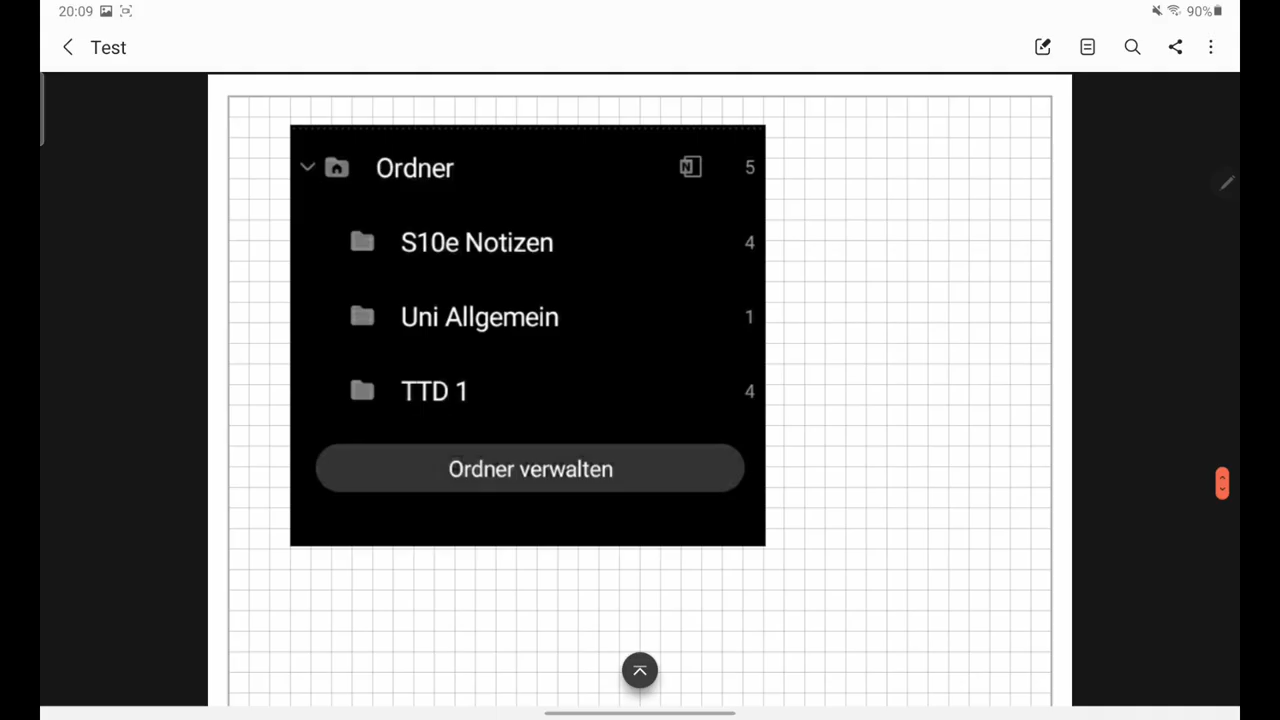 20:09
90%
Test
Ordner
5
S10e Notizen
4
Uni Allgemein
1
TTD 1
4
Ordner verwalten